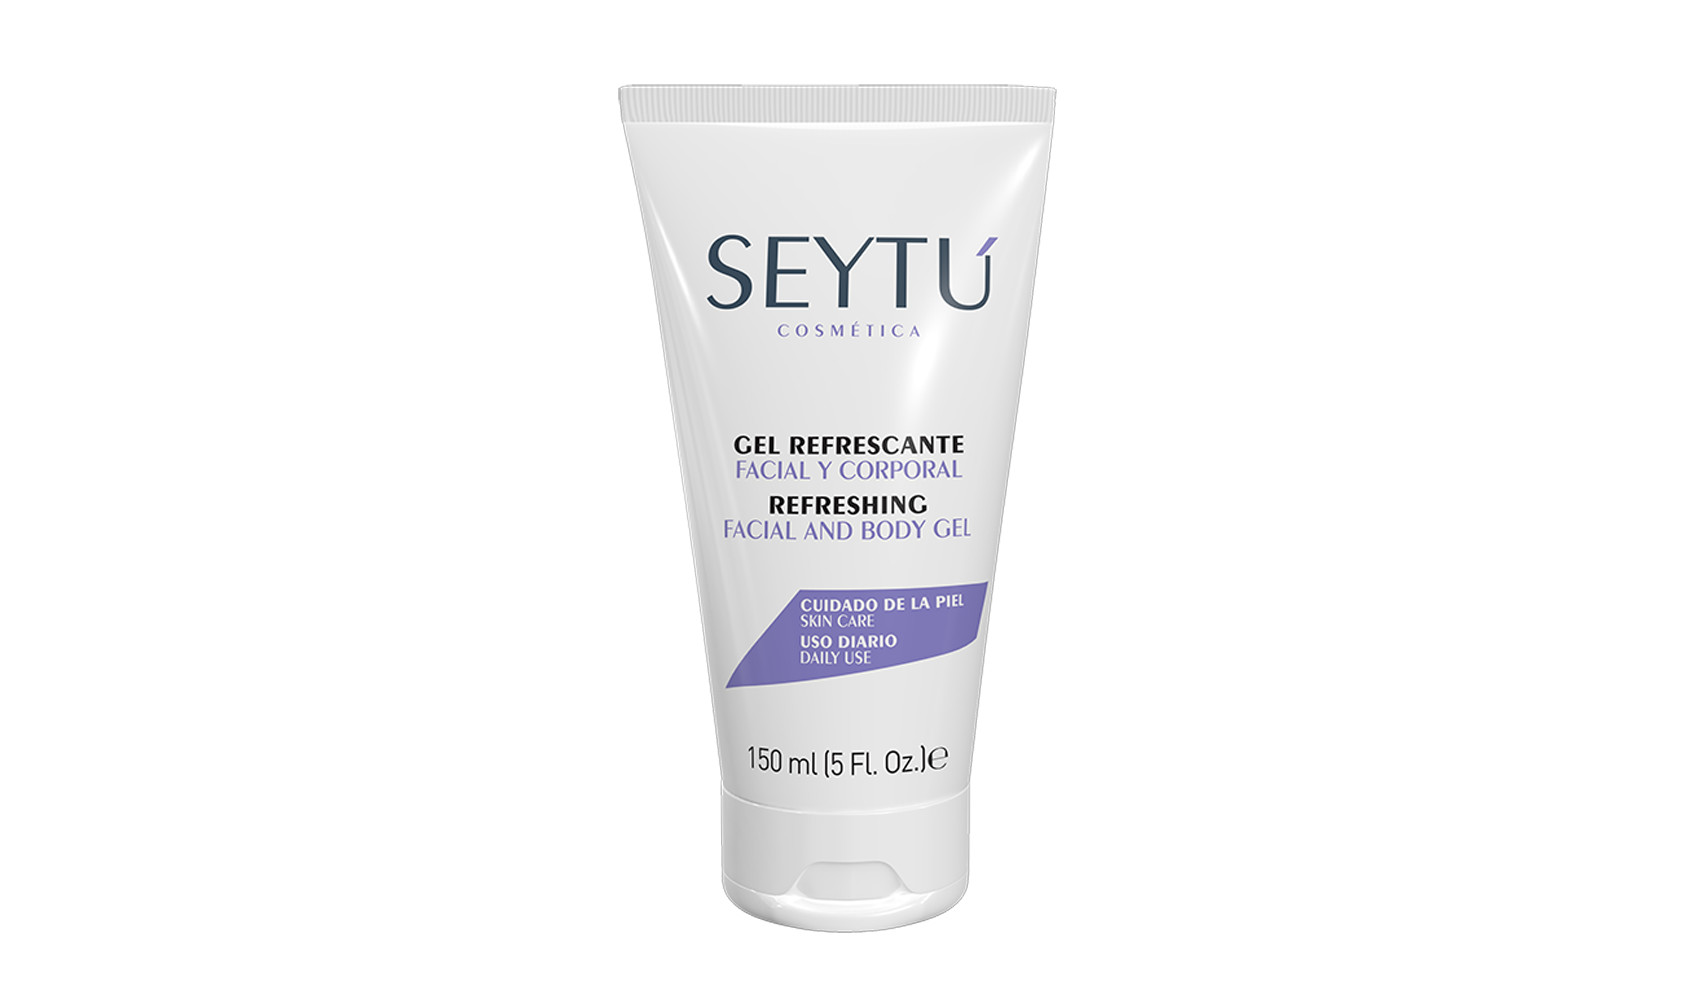 SEYTÚ
COSMÉTICA
GEL REFRESCANTE
FACIAL Y CORPORAL
REFRESHING
FACIAL AND BODY GEL
CUIDADO DE LA PIEL
SKIN CARE
USO DIARIO
DAILY USE
150 ml (5 Fl. Oz.)℮